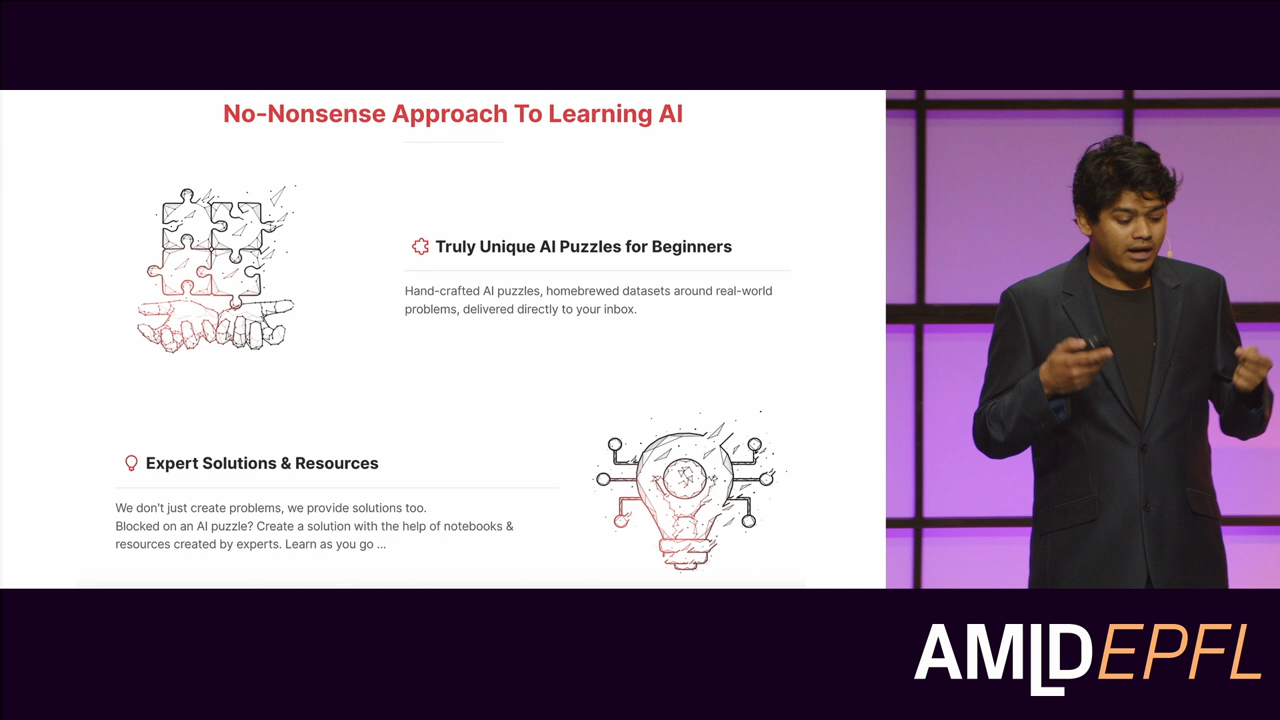 No-Nonsense Approach To Learning AI
Truly Unique AI Puzzles for Beginners
Hand-crafted AI puzzles, homebrewed datasets around real-world
problems, delivered directly to your inbox.
Expert Solutions & Resources
We don't just create problems, we provide solutions too.
Blocked on an AI puzzle? Create a solution with the help of notebooks &
resources created by experts. Learn as you go ...
AMLDEPFL